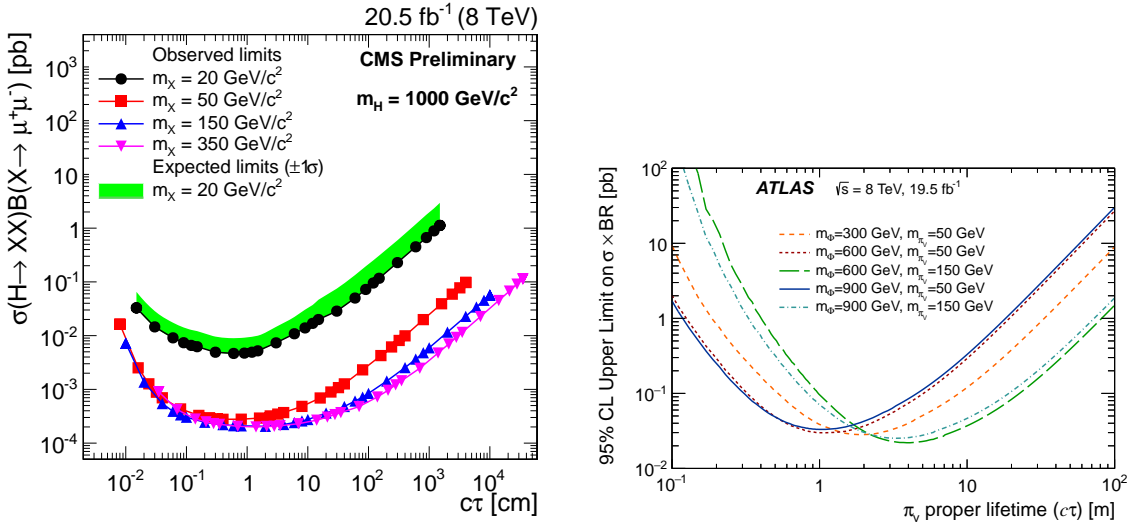 20.5 fb⁻¹ (8 TeV)
σ(H→ XX)B(X→ μ⁺μ⁻) [pb]
10³
10²
10
1
10⁻¹
10⁻²
10⁻³
10⁻⁴
Observed limits
m_X = 20 GeV/c²
m_X = 50 GeV/c²
m_X = 150 GeV/c²
m_X = 350 GeV/c²
Expected limits (±1σ)
m_X = 20 GeV/c²
CMS Preliminary
m_H = 1000 GeV/c²
10⁻² 10⁻¹ 1 10 10² 10³ 10⁴
cτ [cm]
95% CL Upper Limit on σ × BR [pb]
10²
10
1
10⁻¹
10⁻²
ATLAS √s = 8 TeV, 19.5 fb⁻¹
m_Φ=300 GeV, m_πv=50 GeV
m_Φ=600 GeV, m_πv=50 GeV
m_Φ=600 GeV, m_πv=150 GeV
m_Φ=900 GeV, m_πv=50 GeV
m_Φ=900 GeV, m_πv=150 GeV
10⁻¹ 1 10 10²
π_v proper lifetime (cτ) [m]